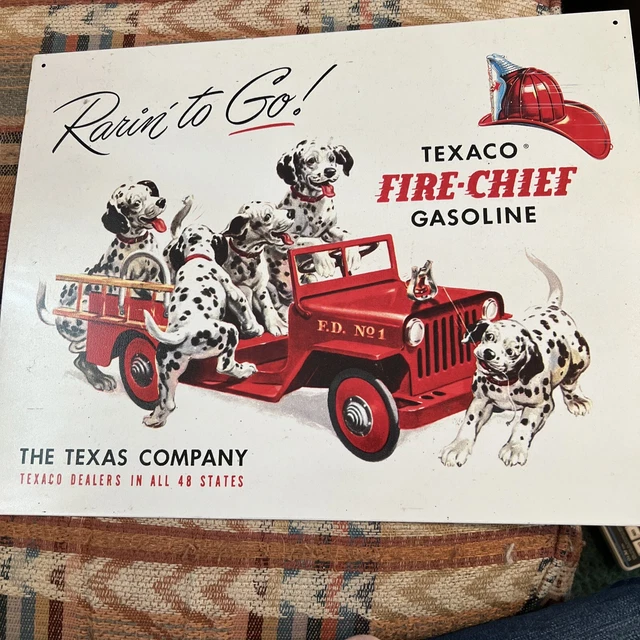 Rarin' to Go!
TEXACO®
FIRE-CHIEF
GASOLINE
F.D. Nº1
THE TEXAS COMPANY
TEXACO DEALERS IN ALL 48 STATES